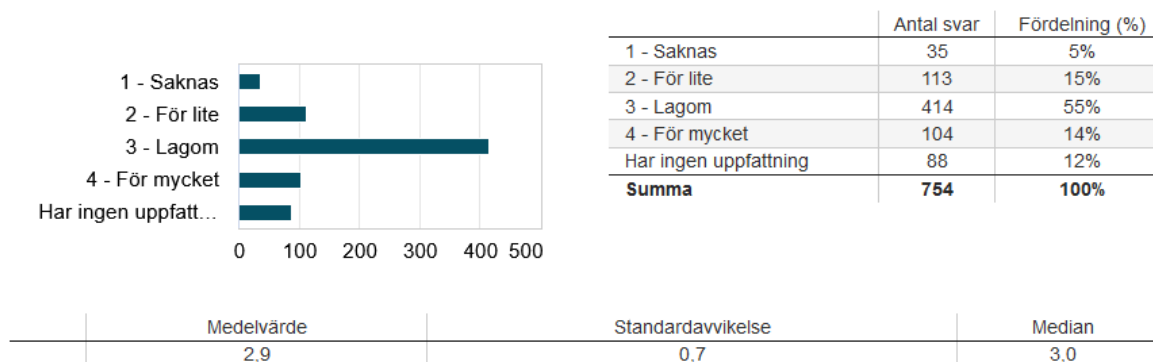 Antal svar Fördelning (%)
1 - Saknas 35 5%
2 - För lite 113 15%
3 - Lagom 414 55%
4 - För mycket 104 14%
Har ingen uppfattning 88 12%
Summa 754 100%
1 - Saknas
2 - För lite
3 - Lagom
4 - För mycket
Har ingen uppfatt...
0 100 200 300 400 500
Medelvärde Standardavvikelse Median
2,9 0,7 3,0